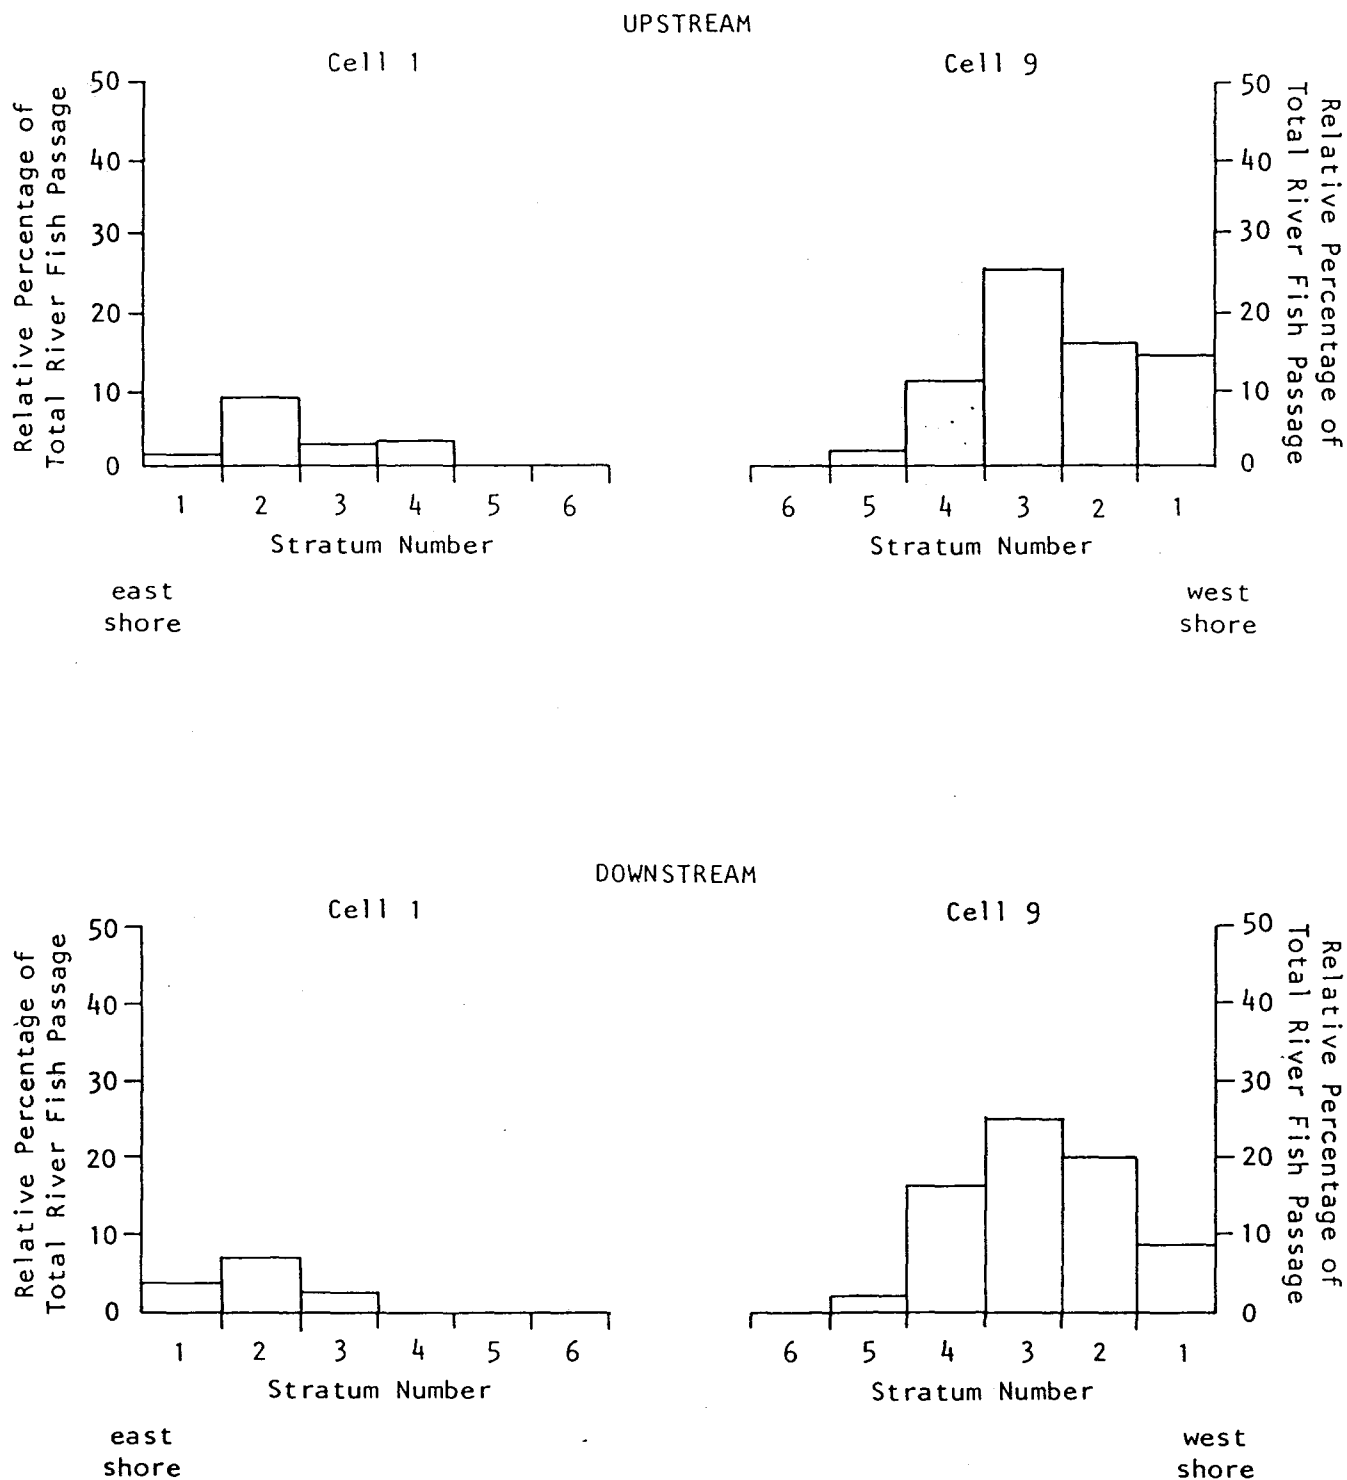 UPSTREAM
Cell 1
Relative Percentage of
Total River Fish Passage
50
40
30
20
10
0
1 2 3 4 5 6
Stratum Number
east
shore
Cell 9
50
40
30
20
10
0
Relative Percentage of
Total River Fish Passage
6 5 4 3 2 1
Stratum Number
west
shore
DOWNSTREAM
Cell 1
Relative Percentage of
Total River Fish Passage
50
40
30
20
10
0
1 2 3 4 5 6
Stratum Number
east
shore
Cell 9
50
40
30
20
10
0
Relative Percentage of
Total River Fish Passage
6 5 4 3 2 1
Stratum Number
west
shore